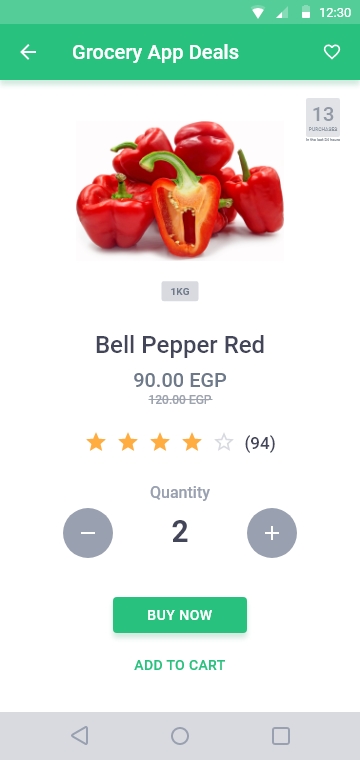 12:30
Grocery App Deals
13
PURCHASES
In the last 24 hours
1KG
Bell Pepper Red
90.00 EGP
120.00 EGP
(94)
Quantity
2
BUY NOW
ADD TO CART